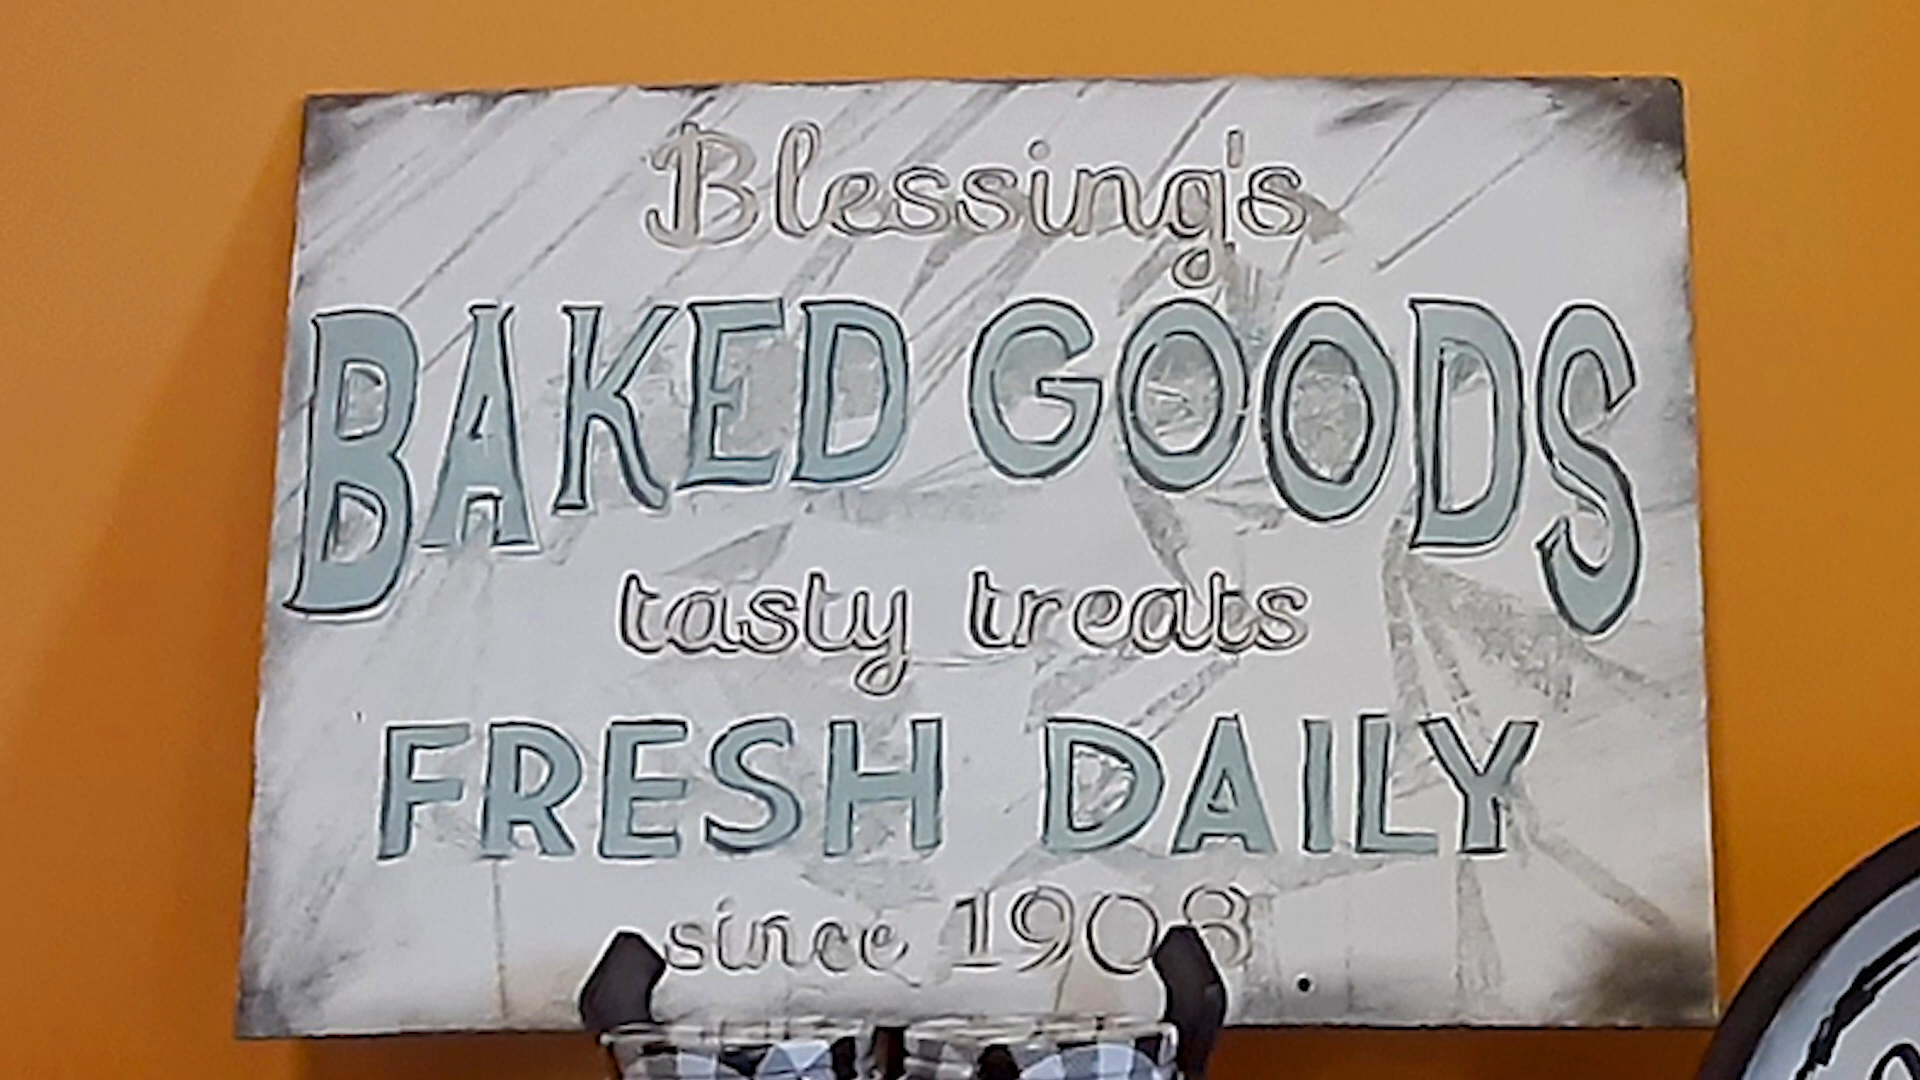 Blessing's
BAKED GOODS
tasty treats
FRESH DAILY
since 1908